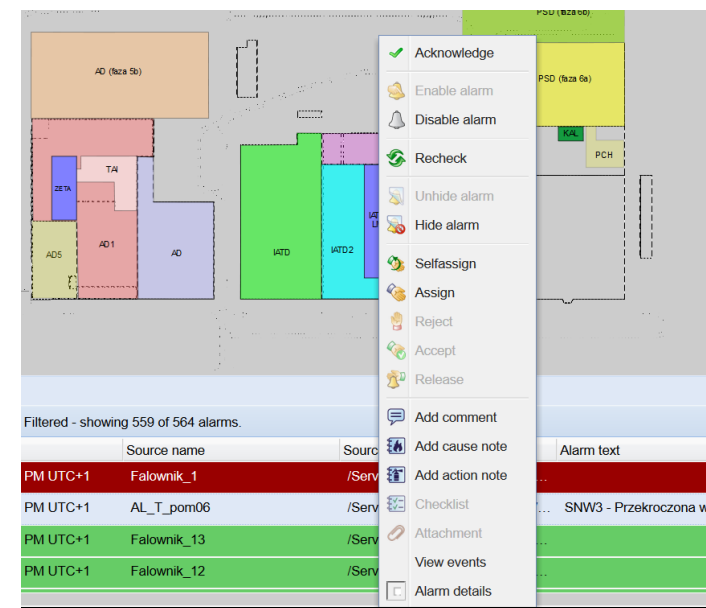 PSD (faza 6b)
AD (faza 5b)
PSD (faza 6a)
KAL
PCH
TAI
ZETA
AD5
AD1
AD
IATD
IATD2
Acknowledge
Enable alarm
Disable alarm
Recheck
Unhide alarm
Hide alarm
Selfassign
Assign
Reject
Accept
Release
Add comment
Add cause note
Add action note
Checklist
Attachment
View events
Alarm details
Filtered - showing 559 of 564 alarms.
Source name Sourc Alarm text
PM UTC+1 Falownik_1 /Serv ...
PM UTC+1 AL_T_pom06 /Serv /... SNW3 - Przekroczona w
PM UTC+1 Falownik_13 /Serv ...
PM UTC+1 Falownik_12 /Serv ...